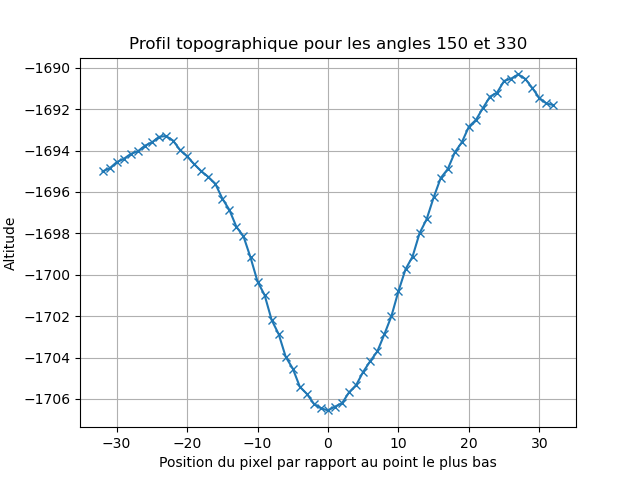 Profil topographique pour les angles 150 et 330
−1690
−1692
−1694
−1696
−1698
−1700
−1702
−1704
−1706
Altitude
−30 −20 −10 0 10 20 30
Position du pixel par rapport au point le plus bas